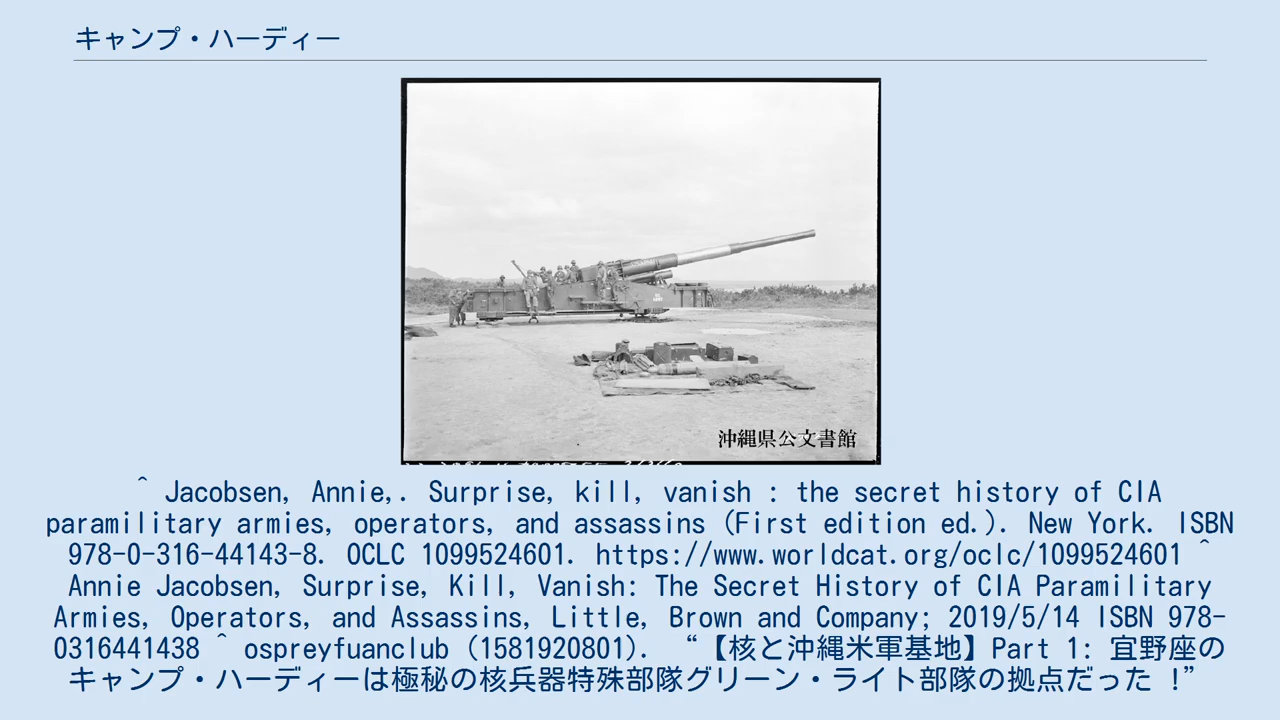 キャンプ・ハーディー
沖縄県公文書館
^ Jacobsen, Annie,. Surprise, kill, vanish : the secret history of CIA
paramilitary armies, operators, and assassins (First edition ed.). New York. ISBN
978-0-316-44143-8. OCLC 1099524601. https://www.worldcat.org/oclc/1099524601 ^
Annie Jacobsen, Surprise, Kill, Vanish: The Secret History of CIA Paramilitary
Armies, Operators, and Assassins, Little, Brown and Company; 2019/5/14 ISBN 978-
0316441438 ^ ospreyfuanclub (1581920801). “【核と沖縄米軍基地】Part 1: 宜野座の
キャンプ・ハーディーは極秘の核兵器特殊部隊グリーン・ライト部隊の拠点だった !”